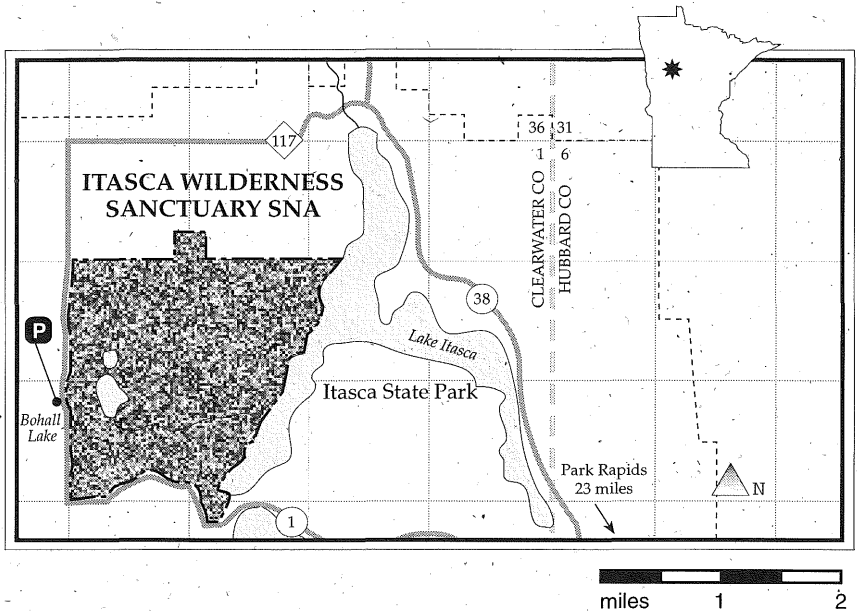 36 31
1 6
117
ITASCA WILDERNESS
SANCTUARY SNA
CLEARWATER CO
HUBBARD CO
38
P
Lake Itasca
Itasca State Park
Bohall
Lake
Park Rapids
23 miles
N
1
miles 1 2